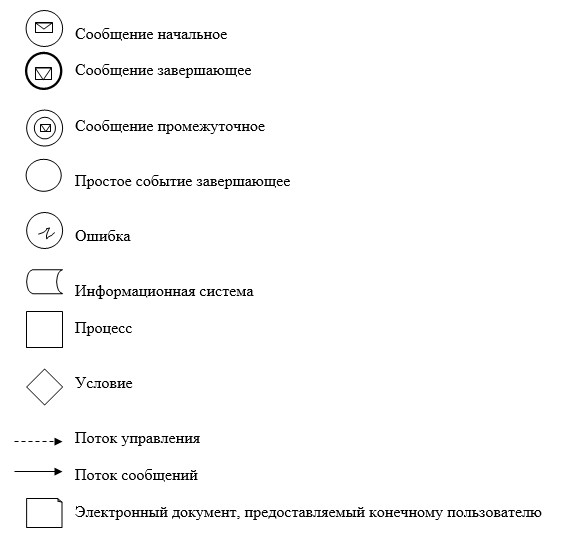 Сообщение начальное
Сообщение завершающее
Сообщение промежуточное
Простое событие завершающее
Ошибка
Информационная система
Процесс
Условие
Поток управления
Поток сообщений
Электронный документ, предоставляемый конечному пользователю